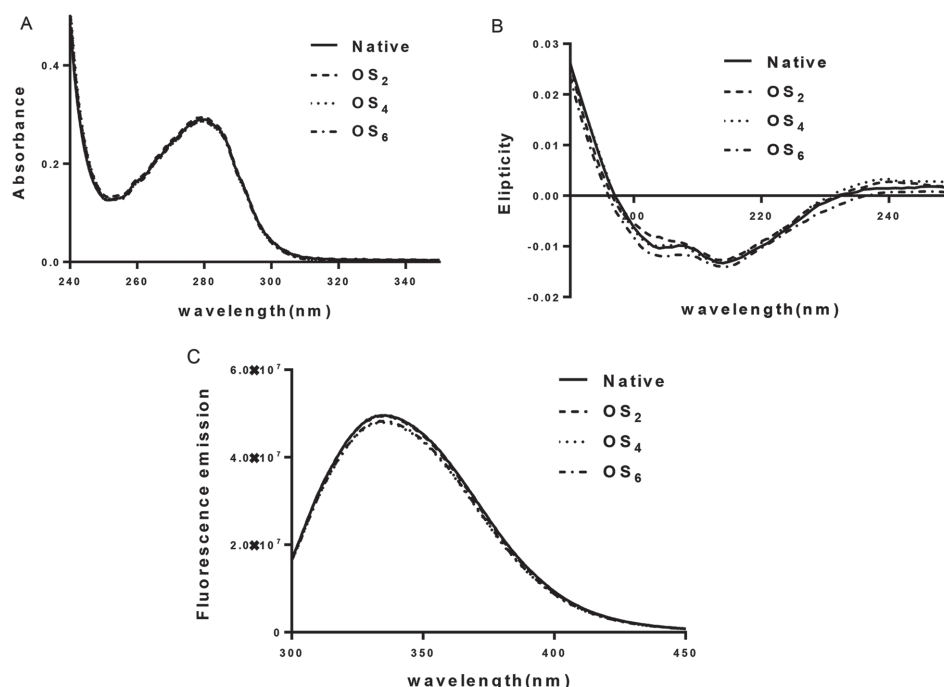 A
Absorbance
0.4
0.2
0.0
240 260 280 300 320 340
wavelength(nm)
Native
OS2
OS4
OS6
B
Elipticity
0.03
0.02
0.01
0.00
-0.01
-0.02
200 220 240
wavelength(nm)
Native
OS2
OS4
OS6
C
Fluorescence emission
6.0×10^7
4.0×10^7
2.0×10^7
0
300 350 400 450
wavelength(nm)
Native
OS2
OS4
OS6